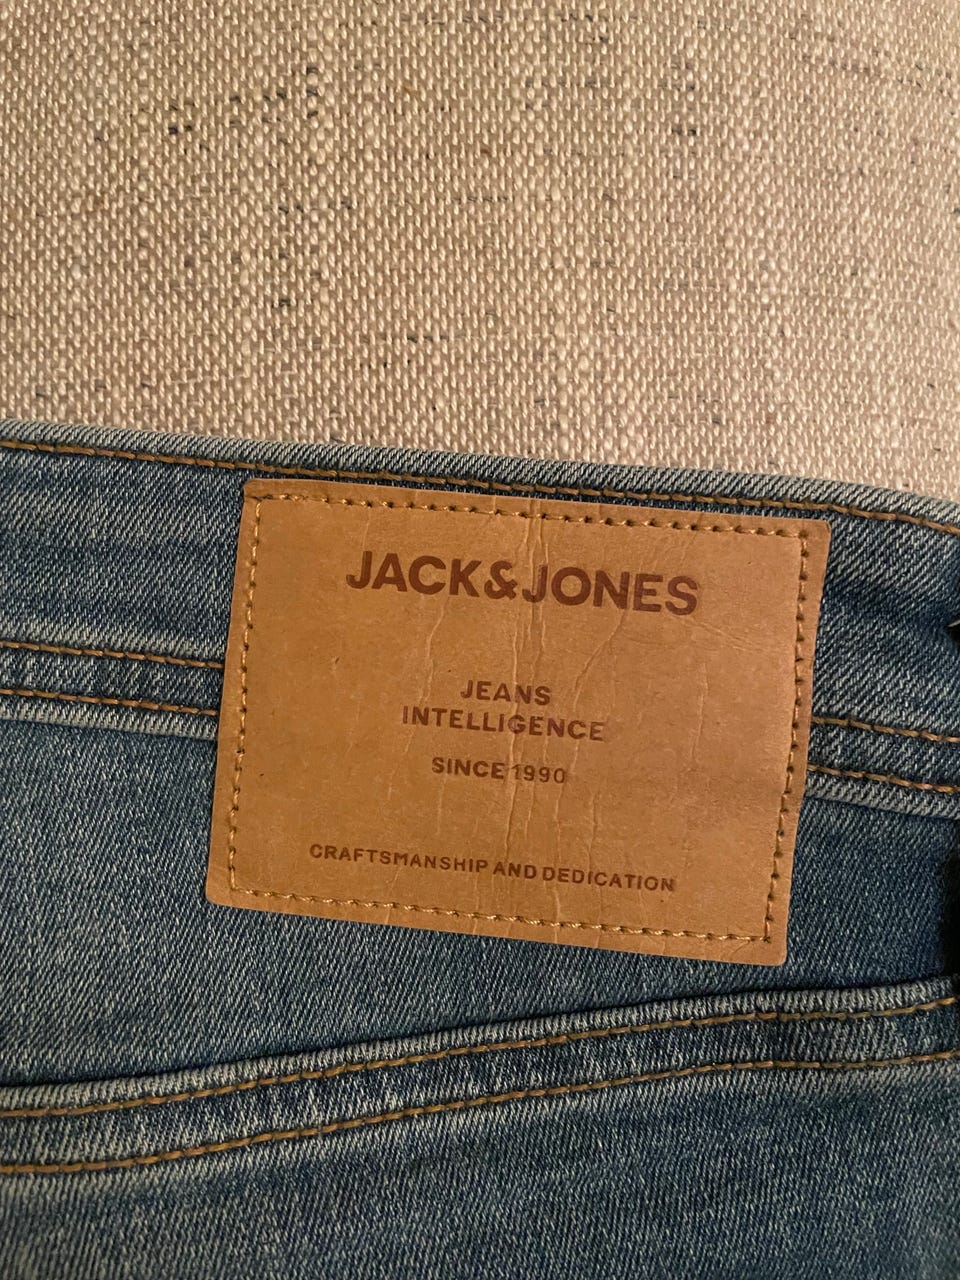 JACK&JONES
JEANS
INTELLIGENCE
SINCE 1990
CRAFTSMANSHIP AND DEDICATION